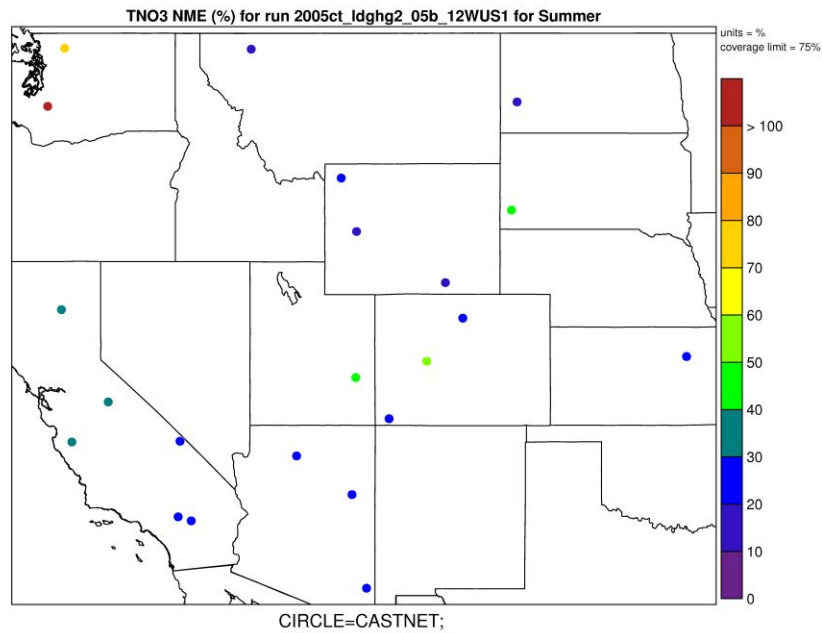 TNO3 NME (%) for run 2005ct_ldghg2_05b_12WUS1 for Summer
units = %
coverage limit = 75%
> 100
90
80
70
60
50
40
30
20
10
0
CIRCLE=CASTNET;